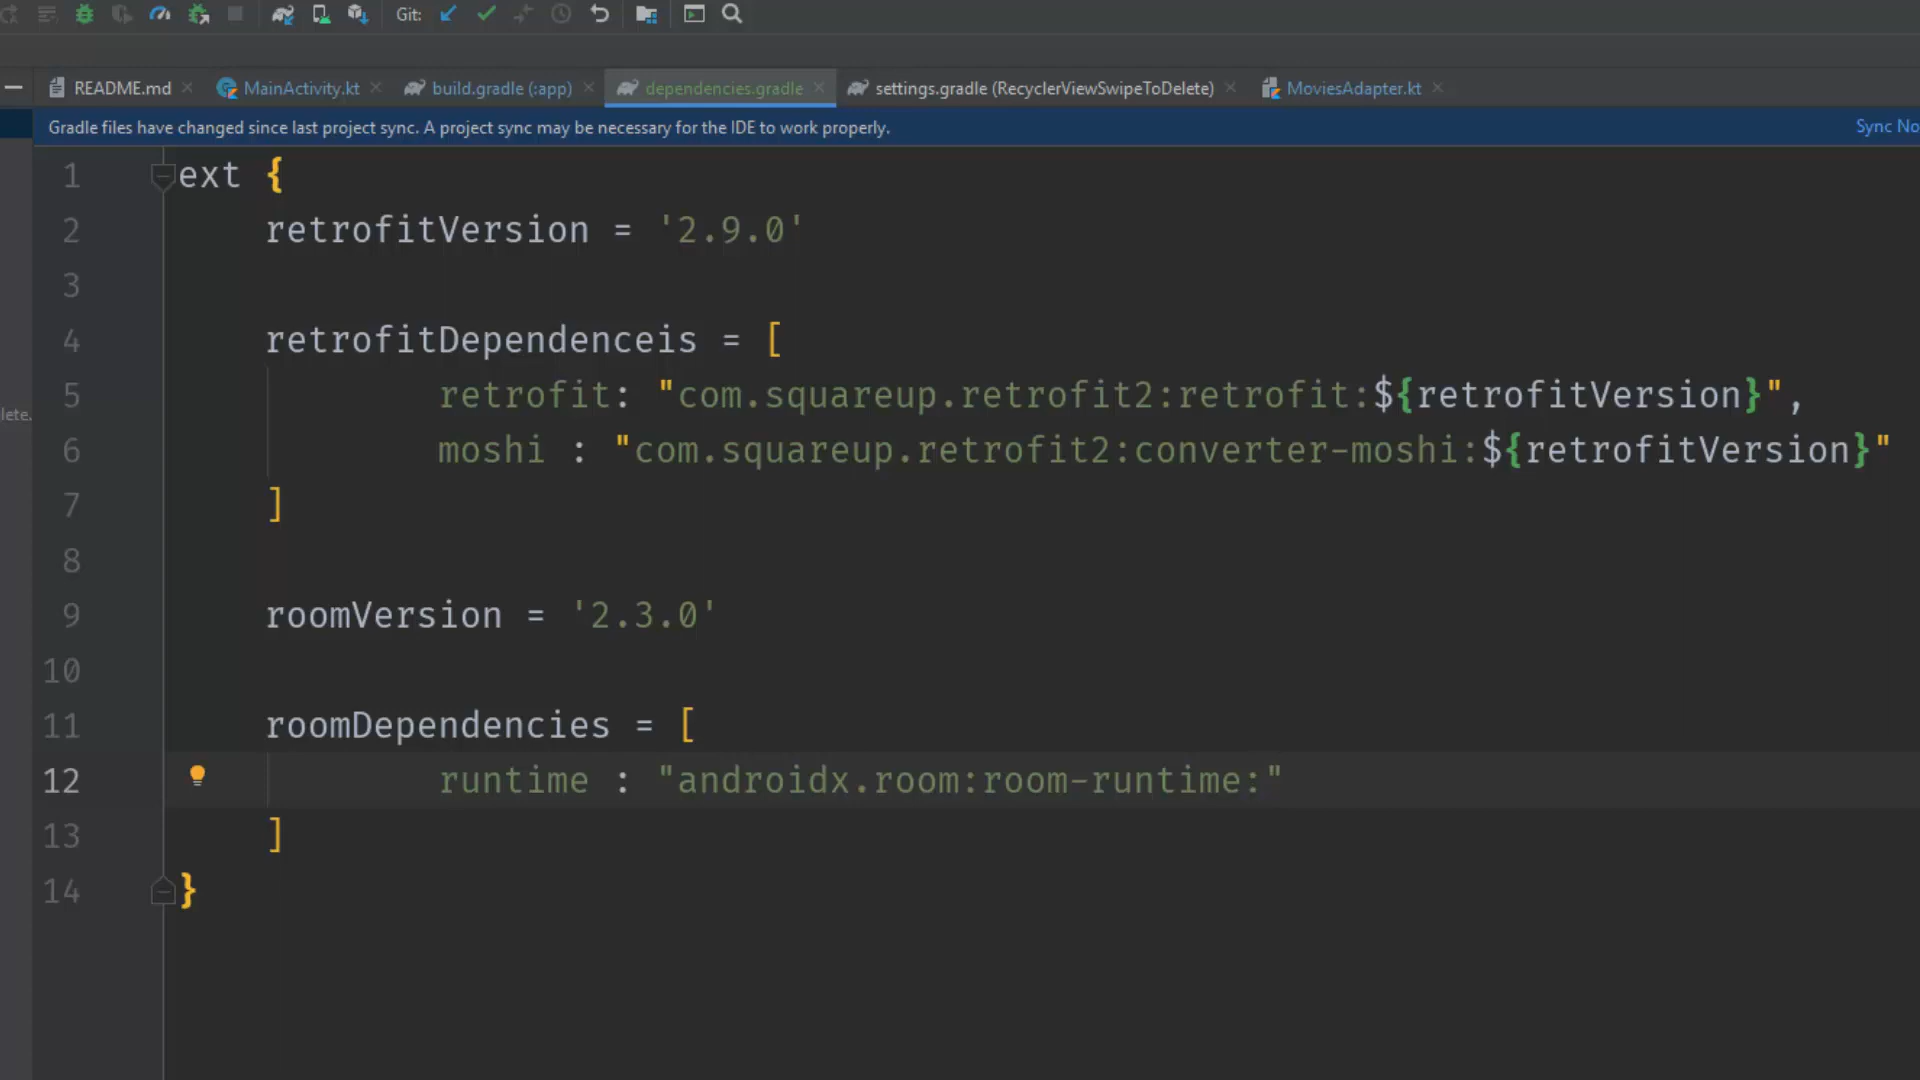 Git:
README.md MainActivity.kt build.gradle (:app) dependencies.gradle settings.gradle (RecyclerViewSwipeToDelete) MoviesAdapter.kt
Gradle files have changed since last project sync. A project sync may be necessary for the IDE to work properly. Sync No
1 ext {
2 retrofitVersion = '2.9.0'
3
4 retrofitDependenceis = [
lete.
5 retrofit: "com.squareup.retrofit2:retrofit:${retrofitVersion}",
6 moshi : "com.squareup.retrofit2:converter-moshi:${retrofitVersion}"
7 ]
8
9 roomVersion = '2.3.0'
10
11 roomDependencies = [
12 runtime : "androidx.room:room-runtime:"
13 ]
14 }